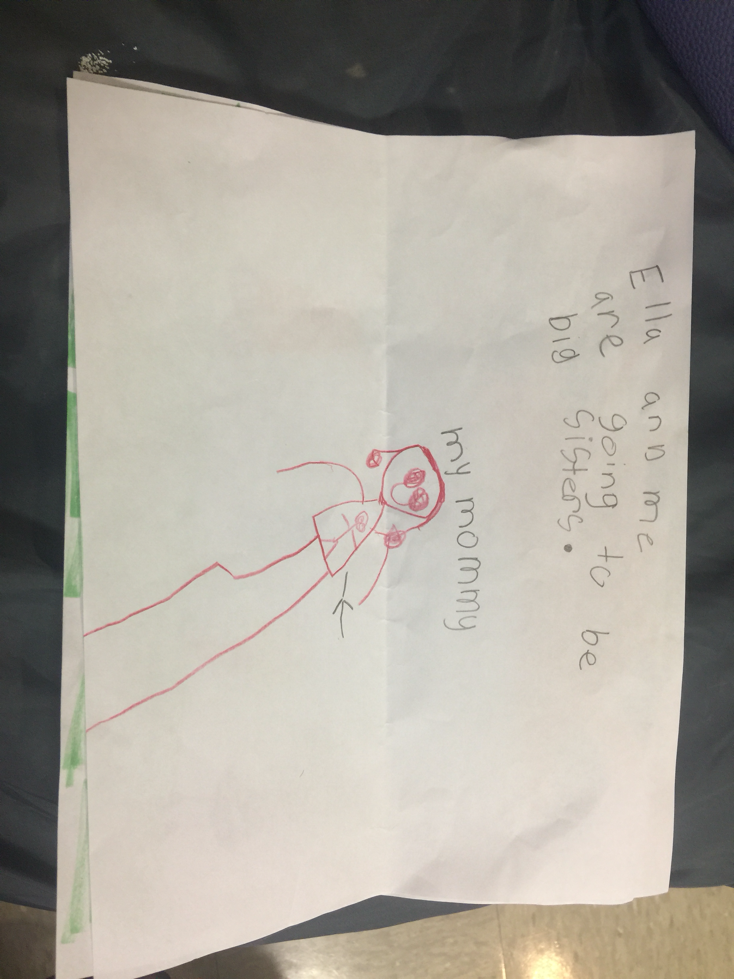 Ella ann me
are going to be
big sisters.
my mommy